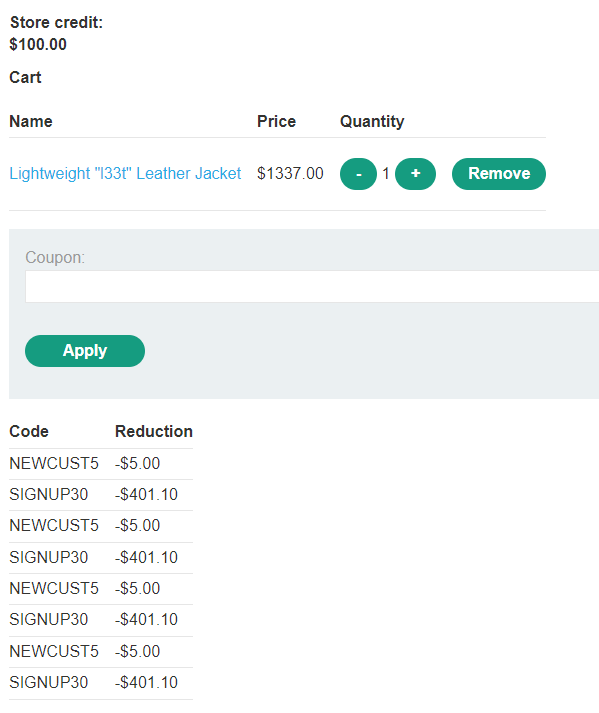 Store credit:
$100.00
Cart
Name Price Quantity
Lightweight "l33t" Leather Jacket $1337.00 - 1 + Remove
Coupon:
Apply
Code Reduction
NEWCUST5 -$5.00
SIGNUP30 -$401.10
NEWCUST5 -$5.00
SIGNUP30 -$401.10
NEWCUST5 -$5.00
SIGNUP30 -$401.10
NEWCUST5 -$5.00
SIGNUP30 -$401.10